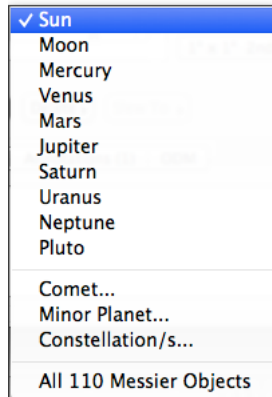 ✓ Sun
Moon
Mercury
Venus
Mars
Jupiter
Saturn
Uranus
Neptune
Pluto
Comet...
Minor Planet...
Constellation/s...
All 110 Messier Objects